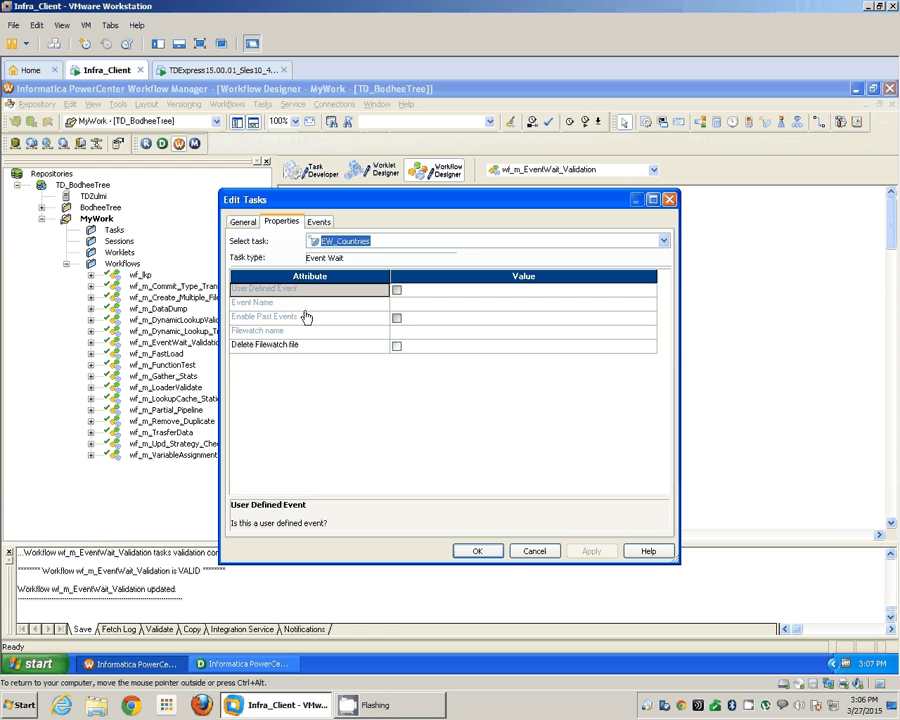 Infra_Client - VMware Workstation
File Edit View VM Tabs Help
Home Infra_Client TDExpress15.00.01_Sles10_4...
Informatica PowerCenter Workflow Manager - [Workflow Designer - MyWork - [TD_BodheeTree]]
Repository Edit View Tools Layout Versioning Workflows Tasks Service Connections Window Help
MyWork - [TD_BodheeTree] 100%
R D W M
Repositories
TD_BodheeTree
TDZulmi
BodheeTree
MyWork
Tasks
Sessions
Worklets
Workflows
wf_lkp
wf_m_Commit_Type_Tran
wf_m_Create_Multiple_File
wf_m_DataDump
wf_m_DynamicLookupVali
wf_m_Dynamic_Lookup_Tr
wf_m_EventWait_Validatio
wf_m_FastLoad
wf_m_FunctionTest
wf_m_Gather_Stats
wf_m_LoaderValidate
wf_m_LookupCache_Stati
wf_m_Partial_Pipeline
wf_m_Remove_Duplicate
wf_m_TrasferData
wf_m_Upd_Strategy_Che
wf_m_VariableAssignment
Task Developer Worklet Designer Workflow Designer wf_m_EventWait_Validation
Edit Tasks
General Properties Events
Select task: EW_Countries
Task type: Event Wait
Attribute Value
User Defined Event
Event Name
Enable Past Events
Filewatch name
Delete Filewatch file
User Defined Event
Is this a user defined event?
OK Cancel Apply Help
...Workflow wf_m_EventWait_Validation tasks validation con
******** Workflow wf_m_EventWait_Validation is VALID ********
Workflow wf_m_EventWait_Validation updated.
Save Fetch Log Validate Copy Integration Service Notifications
Ready
start Informatica PowerCe... Informatica PowerCe... 3:07 PM
To return to your computer, move the mouse pointer outside or press Ctrl+Alt.
Start Infra_Client - VMw... Flashing 3:06 PM
3/27/2015